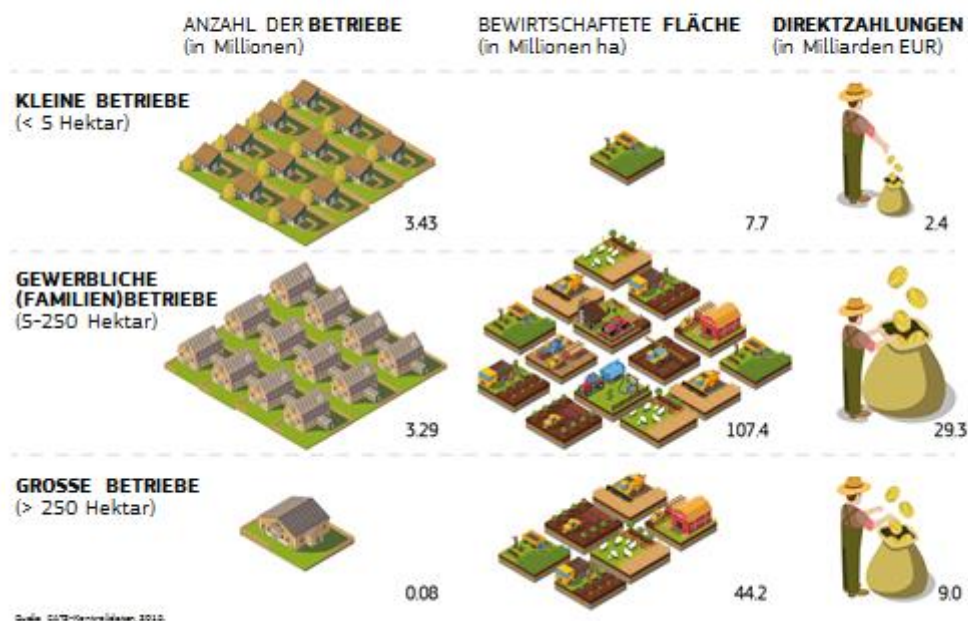 ANZAHL DER BETRIEBE
(in Millionen)
BEWIRTSCHAFTETE FLÄCHE
(in Millionen ha)
DIREKTZAHLUNGEN
(in Milliarden EUR)
KLEINE BETRIEBE
(< 5 Hektar)
3.43
7.7
2.4
GEWERBLICHE
(FAMILIEN)BETRIEBE
(5-250 Hektar)
3.29
107.4
29.3
GROSSE BETRIEBE
(> 250 Hektar)
0.08
44.2
9.0